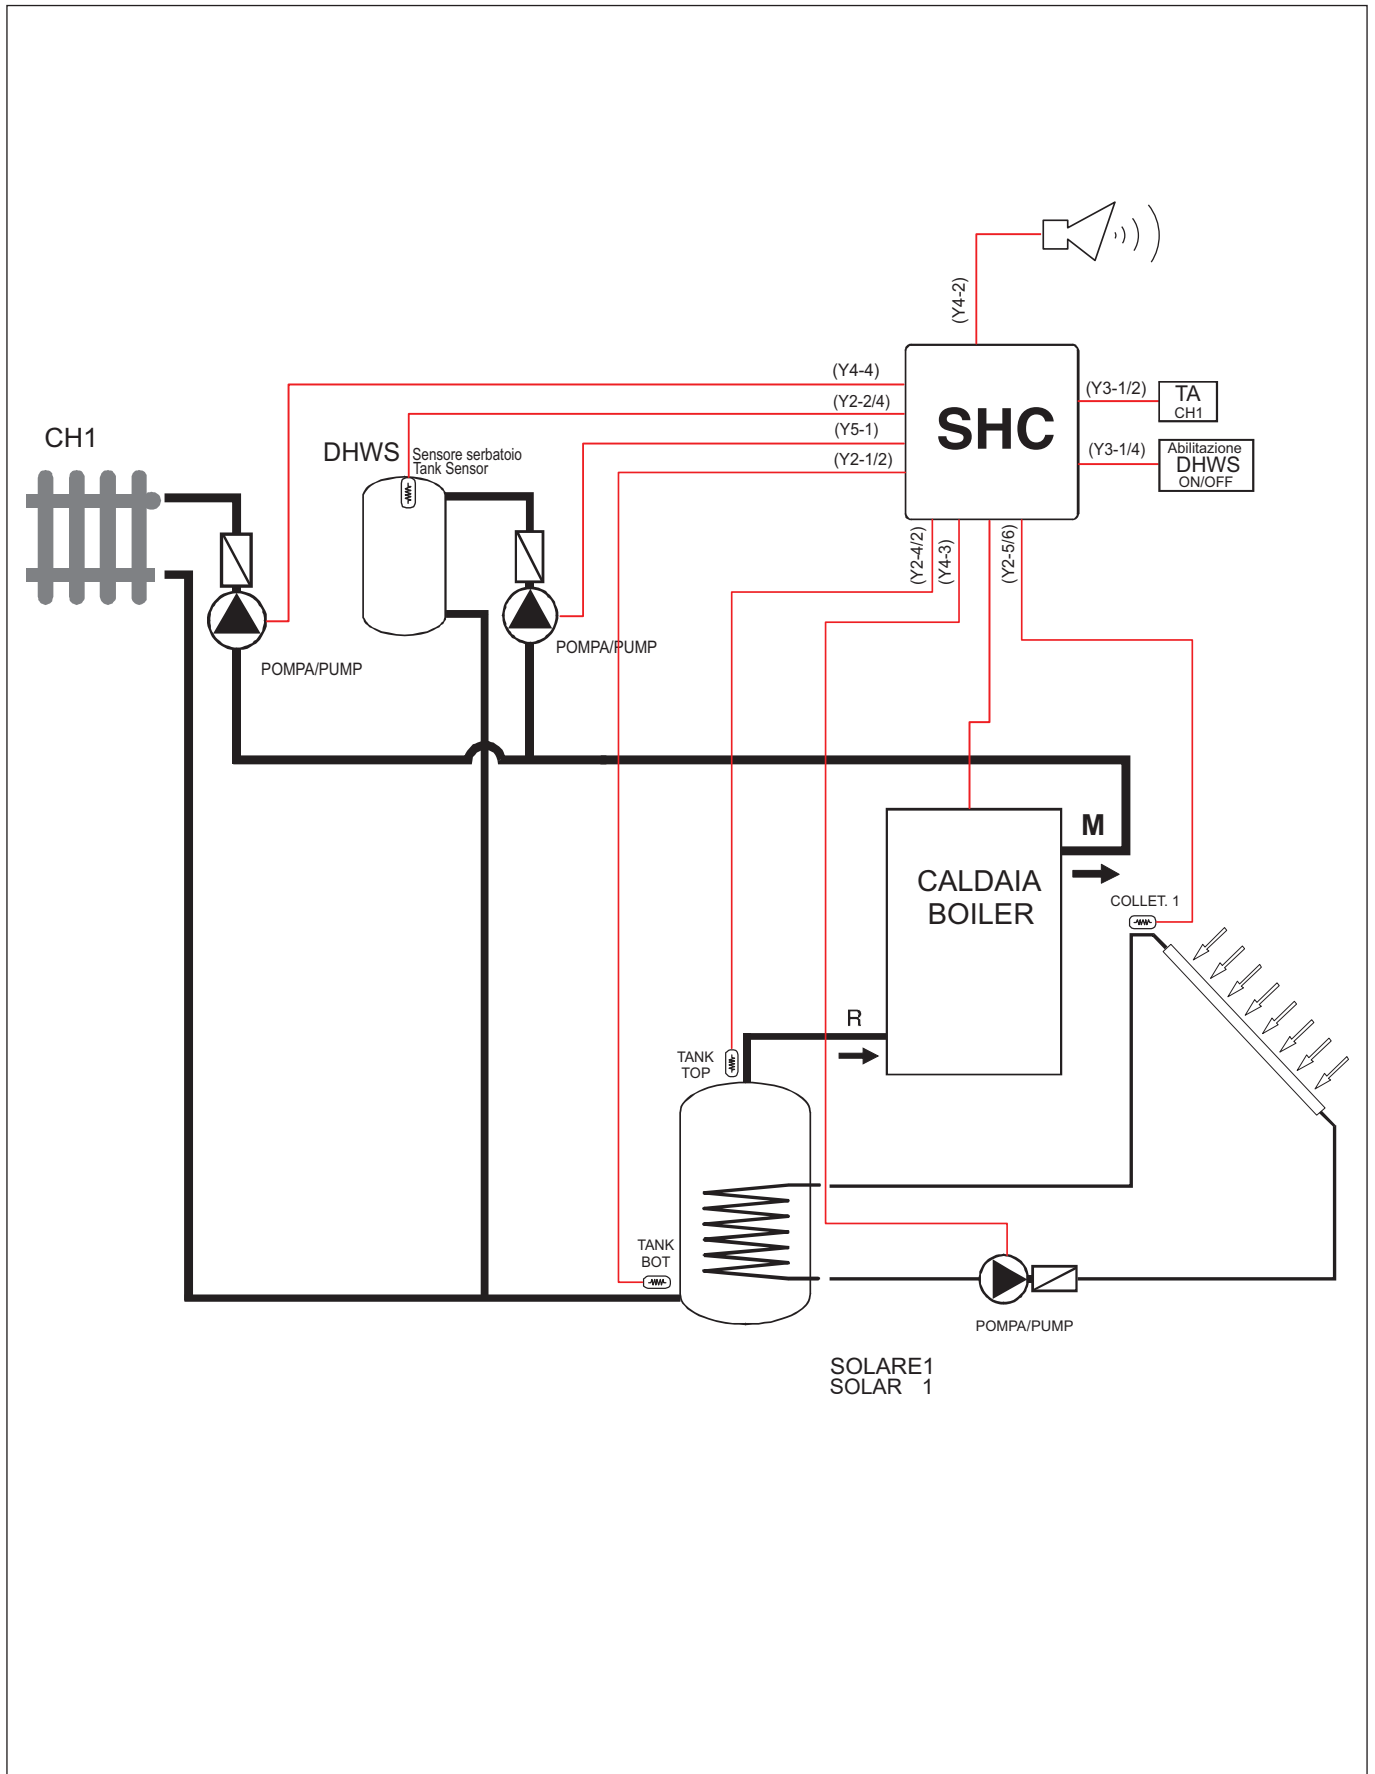 (Y4-2)
(Y4-4)
(Y2-2/4)
(Y5-1)
(Y2-1/2)
SHC
(Y3-1/2)
TA
CH1
(Y3-1/4)
Abilitazione
DHWS
ON/OFF
CH1
DHWS
Sensore serbatoio
Tank Sensor
(Y2-4/2)
(Y4-3)
(Y2-5/6)
POMPA/PUMP
POMPA/PUMP
M
CALDAIA
BOILER
COLLET. 1
R
TANK
TOP
TANK
BOT
POMPA/PUMP
SOLARE1
SOLAR 1